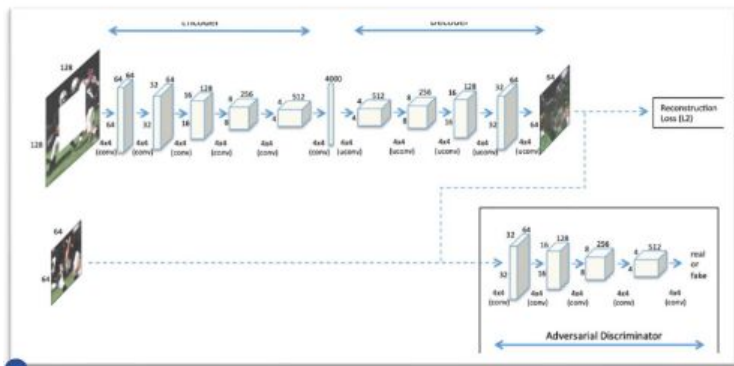 Encoder Decoder
128 64 64 32 64 16 128 8 256 4 512 4000 4 512 8 256 16 128 32 64 64
128 64 32 16 8 4 4 8 16 32 64
4x4 4x4 4x4 4x4 4x4 4x4 4x4 4x4 4x4 4x4 4x4
(conv) (conv) (conv) (conv) (conv) (conv) (uconv) (uconv) (uconv) (uconv) (uconv)
Reconstruction
Loss (L2)
64
64
32 64 16 128 8 256 4 512
32 16 8 4
real
or
fake
4x4 4x4 4x4 4x4 4x4
(conv) (conv) (conv) (conv) (conv)
Adversarial Discriminator